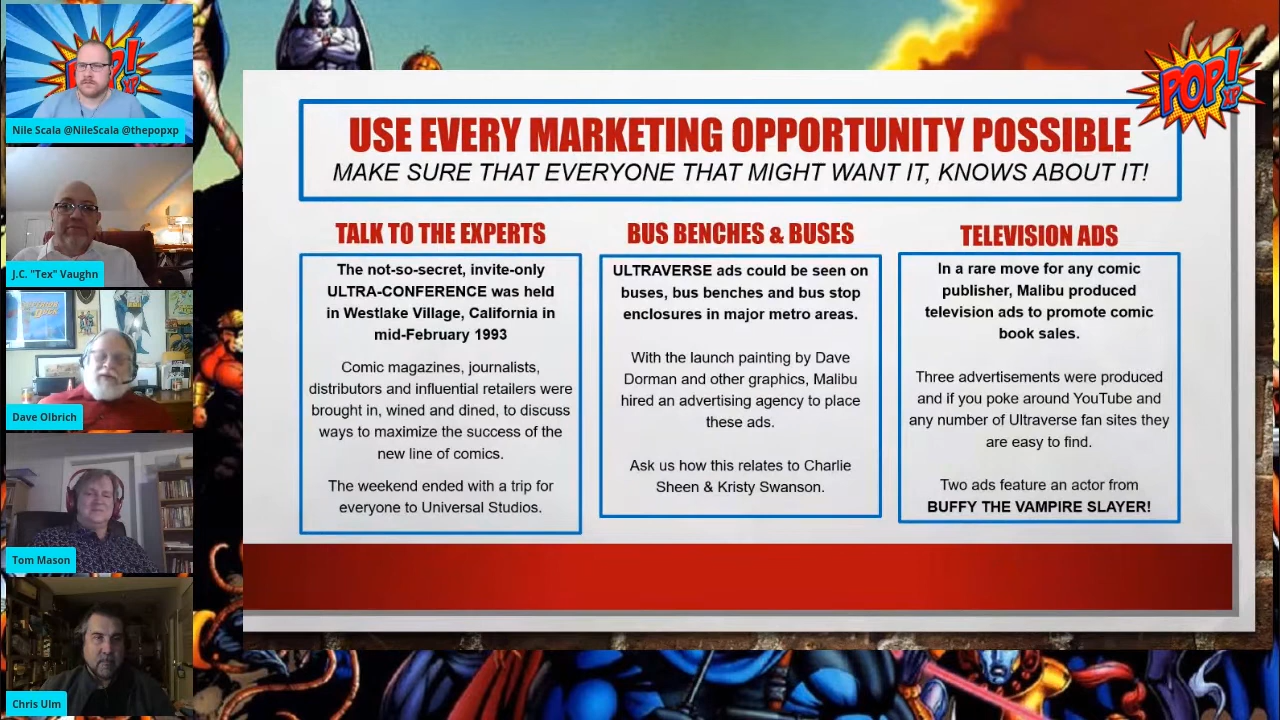 POP!
XP
Nile Scala @NileScala @thepopxp
J.C. "Tex" Vaughn
Dave Olbrich
Tom Mason
Chris Ulm
POP!
XP
USE EVERY MARKETING OPPORTUNITY POSSIBLE
MAKE SURE THAT EVERYONE THAT MIGHT WANT IT, KNOWS ABOUT IT!
TALK TO THE EXPERTS
The not-so-secret, invite-only
ULTRA-CONFERENCE was held
in Westlake Village, California in
mid-February 1993
Comic magazines, journalists,
distributors and influential retailers were
brought in, wined and dined, to discuss
ways to maximize the success of the
new line of comics.
The weekend ended with a trip for
everyone to Universal Studios.
BUS BENCHES & BUSES
ULTRAVERSE ads could be seen on
buses, bus benches and bus stop
enclosures in major metro areas.
With the launch painting by Dave
Dorman and other graphics, Malibu
hired an advertising agency to place
these ads.
Ask us how this relates to Charlie
Sheen & Kristy Swanson.
TELEVISION ADS
In a rare move for any comic
publisher, Malibu produced
television ads to promote comic
book sales.
Three advertisements were produced
and if you poke around YouTube and
any number of Ultraverse fan sites they
are easy to find.
Two ads feature an actor from
BUFFY THE VAMPIRE SLAYER!